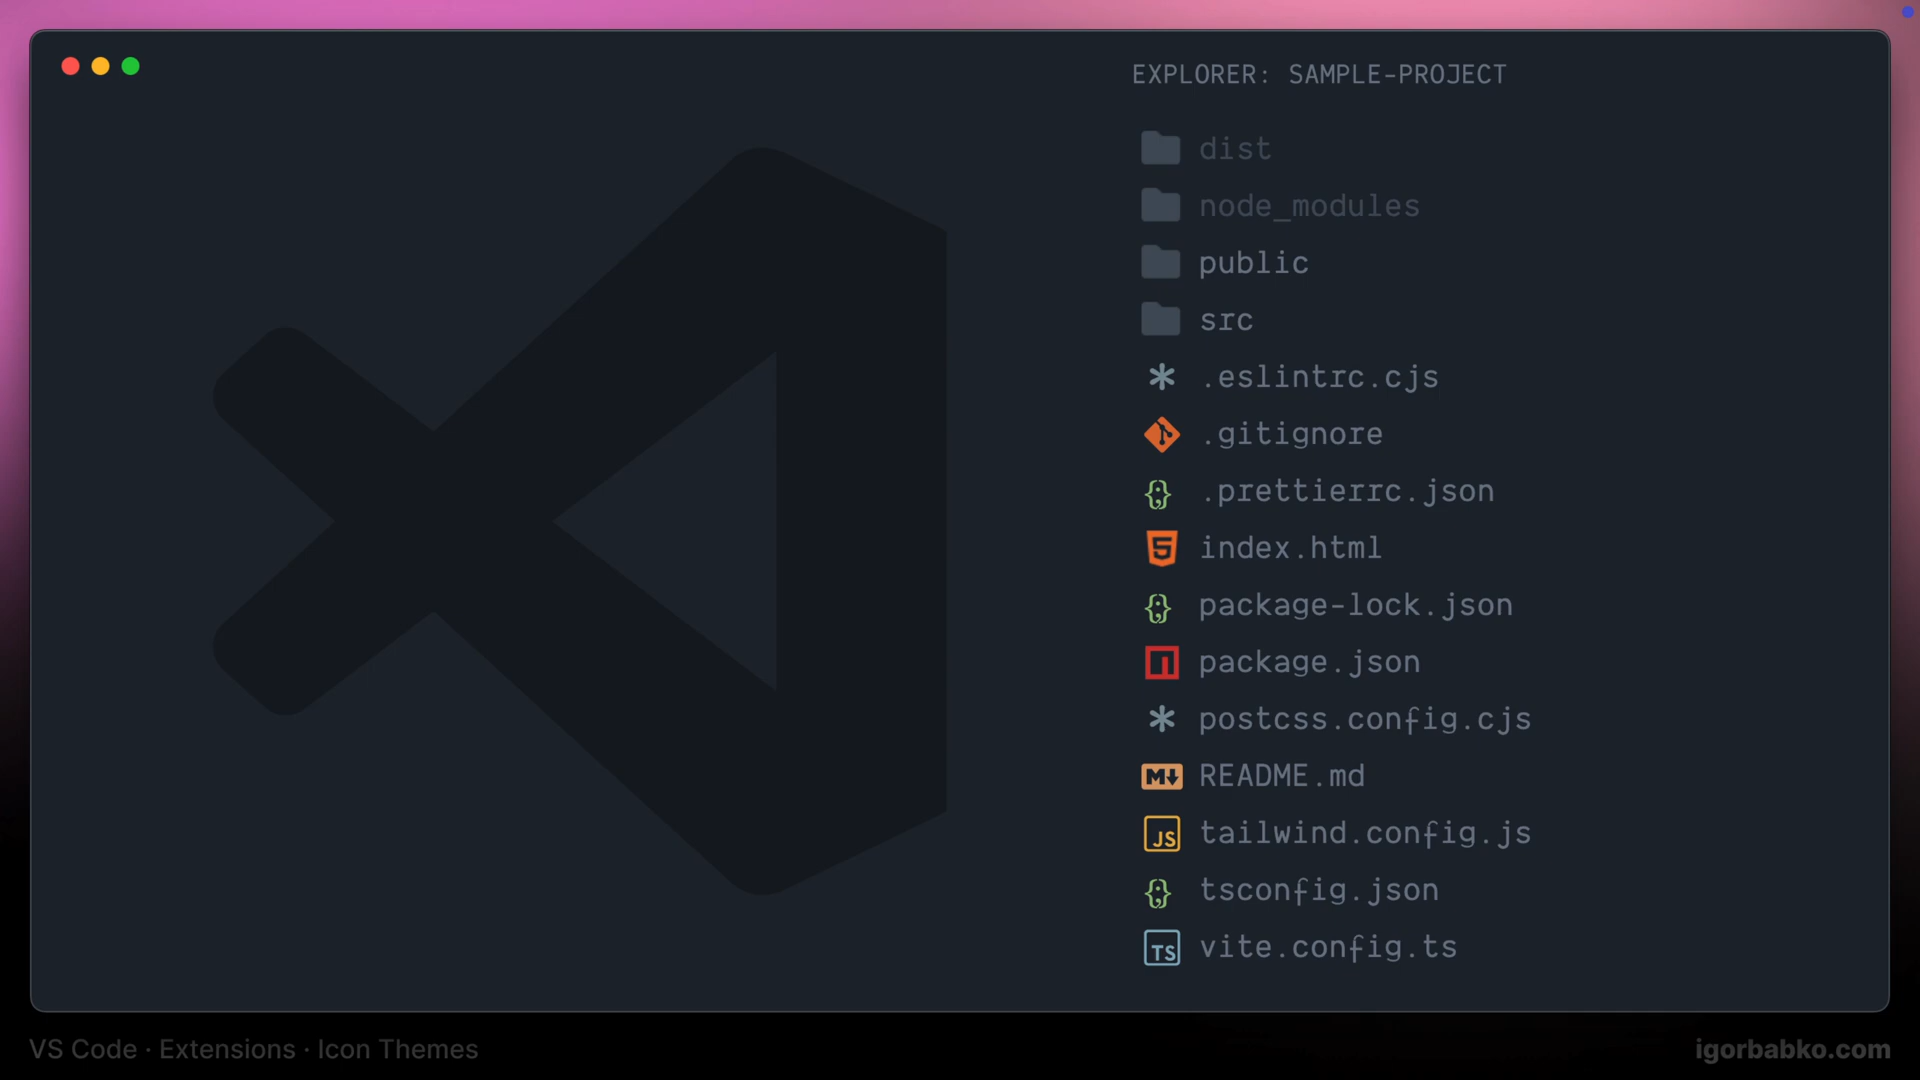 EXPLORER: SAMPLE-PROJECT
dist
node_modules
public
src
.eslintrc.cjs
.gitignore
.prettierrc.json
index.html
package-lock.json
package.json
postcss.config.cjs
M README.md
JS tailwind.config.js
tsconfig.json
TS vite.config.ts
VS Code · Extensions · Icon Themes
igorbabko.com